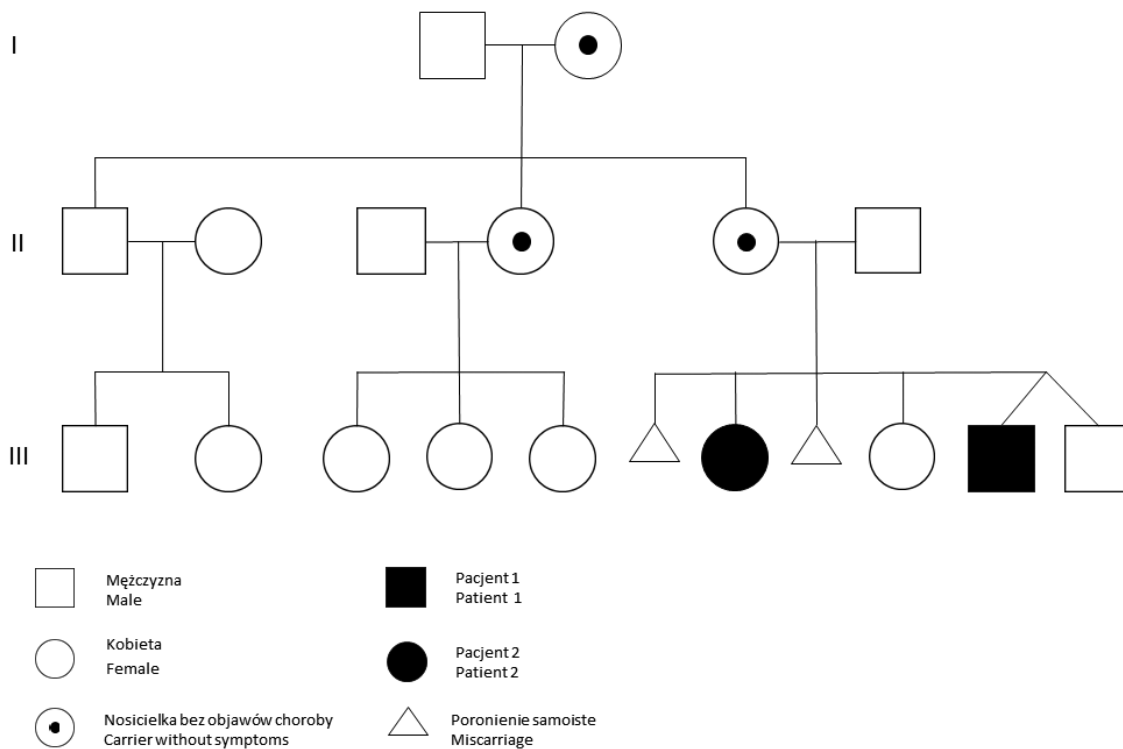 I
II
III
Mężczyzna
Male
Pacjent 1
Patient 1
Kobieta
Female
Pacjent 2
Patient 2
Nosicielka bez objawów choroby
Carrier without symptoms
Poronienie samoiste
Miscarriage